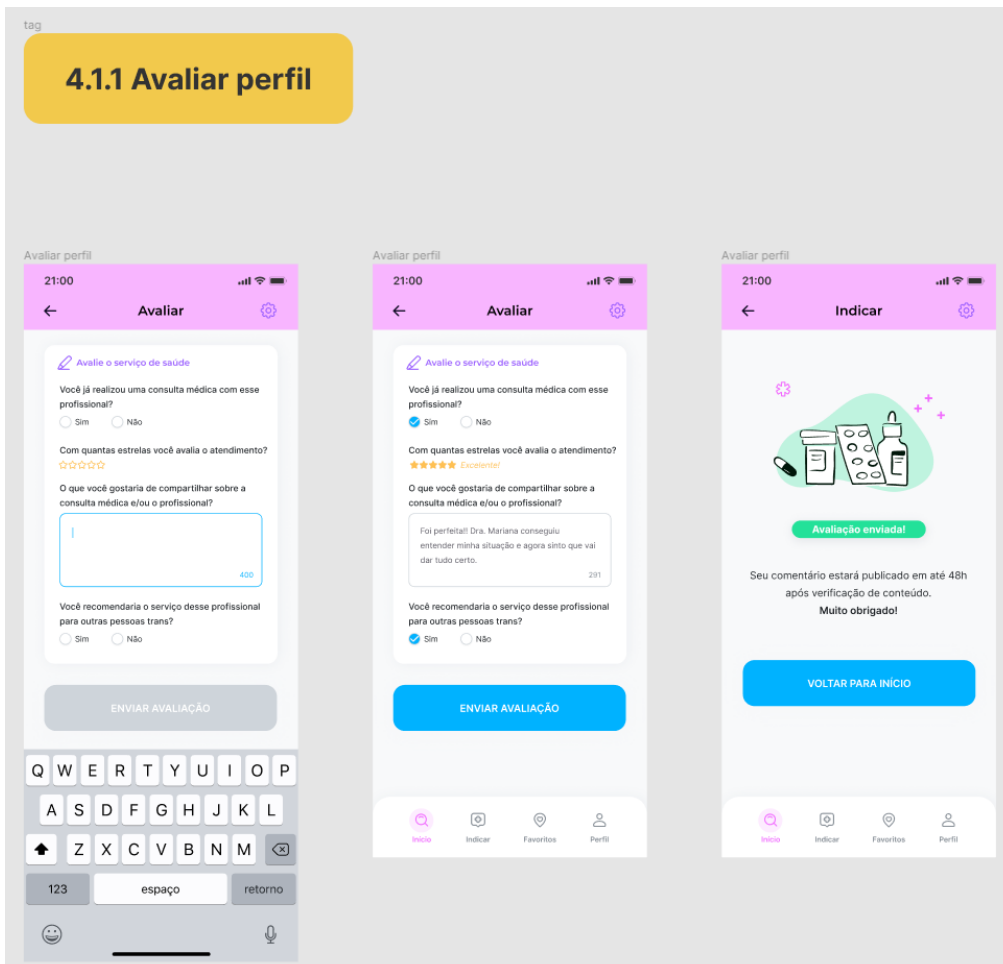 tag
4.1.1 Avaliar perfil
Avaliar perfil
21:00
Avaliar
Avalie o serviço de saúde
Você já realizou uma consulta médica com esse
profissional?
Sim Não
Com quantas estrelas você avalia o atendimento?
O que você gostaria de compartilhar sobre a
consulta médica e/ou o profissional?
400
Você recomendaria o serviço desse profissional
para outras pessoas trans?
Sim Não
ENVIAR AVALIAÇÃO
Q W E R T Y U I O P
A S D F G H J K L
Z X C V B N M
123 espaço retorno
Avaliar perfil
21:00
Avaliar
Avalie o serviço de saúde
Você já realizou uma consulta médica com esse
profissional?
Sim Não
Com quantas estrelas você avalia o atendimento?
Excelente!
O que você gostaria de compartilhar sobre a
consulta médica e/ou o profissional?
Foi perfeita!! Dra. Mariana conseguiu
entender minha situação e agora sinto que vai
dar tudo certo.
291
Você recomendaria o serviço desse profissional
para outras pessoas trans?
Sim Não
ENVIAR AVALIAÇÃO
Início Indicar Favoritos Perfil
Avaliar perfil
21:00
Indicar
Avaliação enviada!
Seu comentário estará publicado em até 48h
após verificação de conteúdo.
Muito obrigado!
VOLTAR PARA INÍCIO
Início Indicar Favoritos Perfil